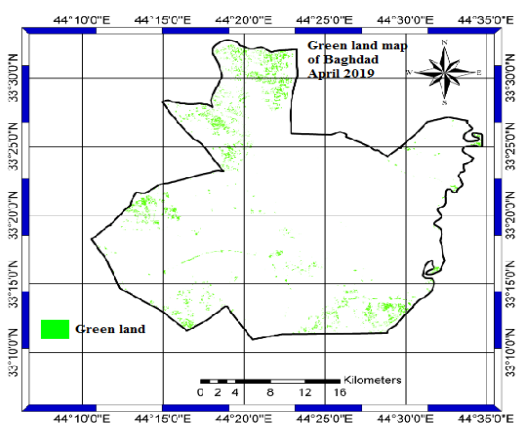 44°10'0"E 44°15'0"E 44°20'0"E 44°25'0"E 44°30'0"E 44°35'0"E
Green land map
of Baghdad
April 2019
N
W E
S
33°30'0"N 33°30'0"N
33°25'0"N 33°25'0"N
33°20'0"N 33°20'0"N
33°15'0"N 33°15'0"N
33°10'0"N 33°10'0"N
Green land
Kilometers
0 2 4 8 12 16
44°10'0"E 44°15'0"E 44°20'0"E 44°25'0"E 44°30'0"E 44°35'0"E